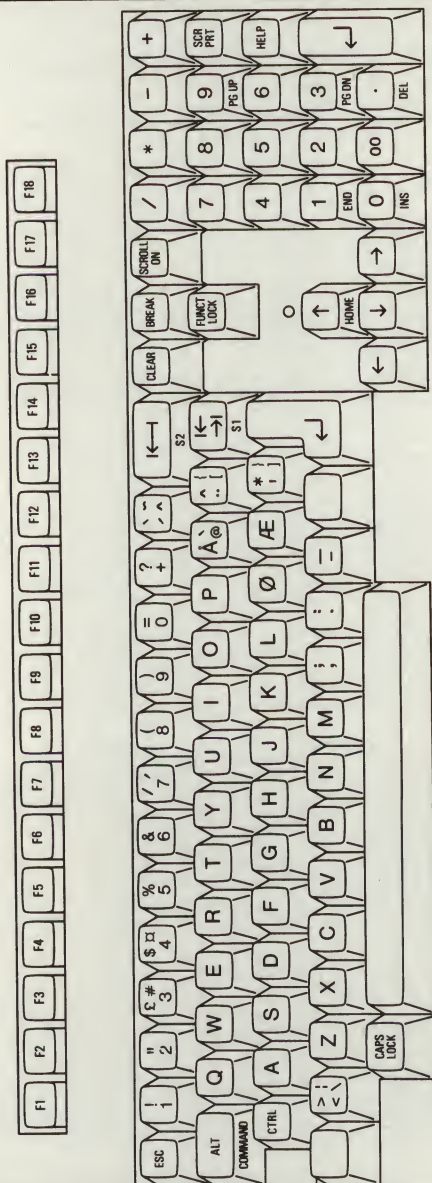 F1 F2 F3 F4 F5 F6 F7 F8 F9 F10 F11 F12 F13 F14 F15 F16 F17 F18
! " £ # $ ¤ % & / ' ( ) = ? SCROLL SCR
ESC 1 2 3 4 5 6 7 8 9 0 + CLEAR BREAK ON / * - +
S2
ALT Q W E R T Y U I O P Å @ ^ ¨ [ FUNCT LOCK 7 8 9 SCR PRT
COMMAND S1 PG UP
CTRL A S D F G H J K L Ø Æ * ' ] 4 5 6 HELP
> < \ Z X C V B N M ; , : . _ - ↑ 1 2 3
HOME END PG DN
CAPS LOCK ← ↓ → 0 00 .
INS DEL